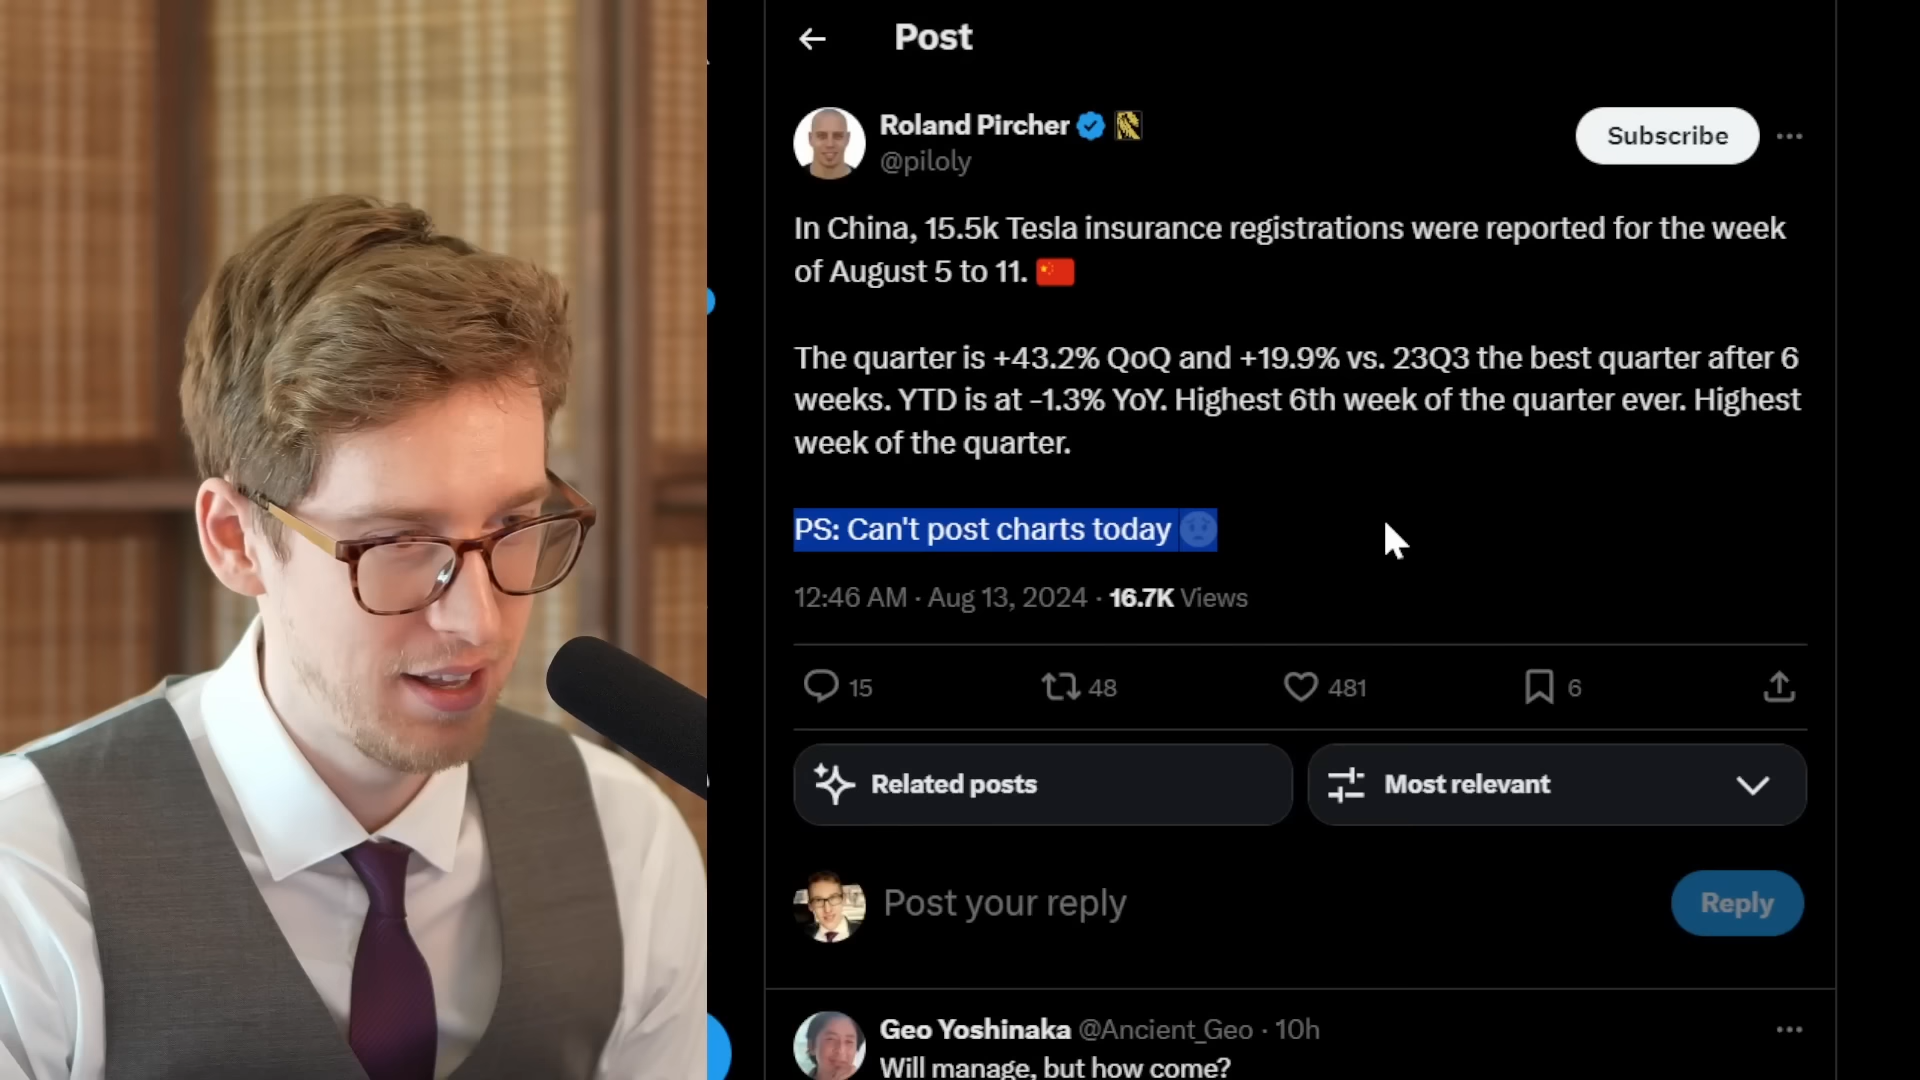 Post
Roland Pircher
@piloly
Subscribe
In China, 15.5k Tesla insurance registrations were reported for the week
of August 5 to 11. 🇨🇳
The quarter is +43.2% QoQ and +19.9% vs. 23Q3 the best quarter after 6
weeks. YTD is at -1.3% YoY. Highest 6th week of the quarter ever. Highest
week of the quarter.
PS: Can't post charts today 😟
12:46 AM · Aug 13, 2024 · 16.7K Views
15 48 481 6
Related posts
Most relevant
Post your reply
Reply
Geo Yoshinaka @Ancient_Geo · 10h
Will manage, but how come?